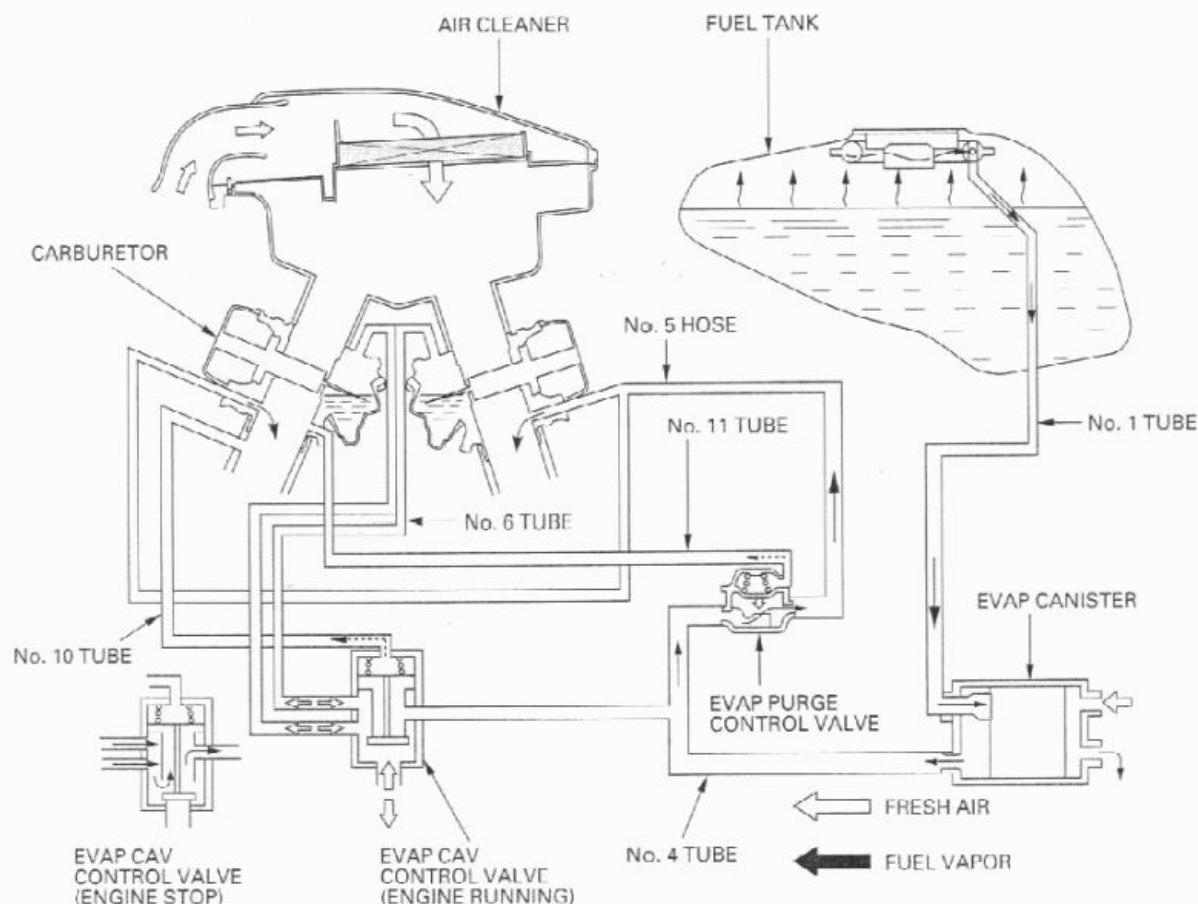 AIR CLEANER
FUEL TANK
CARBURETOR
No. 5 HOSE
No. 11 TUBE
No. 1 TUBE
No. 6 TUBE
EVAP CANISTER
No. 10 TUBE
EVAP PURGE
CONTROL VALVE
FRESH AIR
EVAP CAV
CONTROL VALVE
(ENGINE STOP)
EVAP CAV
CONTROL VALVE
(ENGINE RUNNING)
No. 4 TUBE
FUEL VAPOR